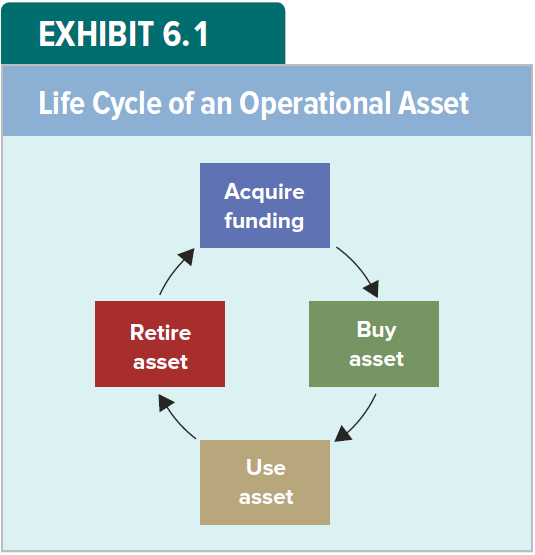 EXHIBIT 6.1
Life Cycle of an Operational Asset
Acquire
funding
Buy
asset
Use
asset
Retire
asset